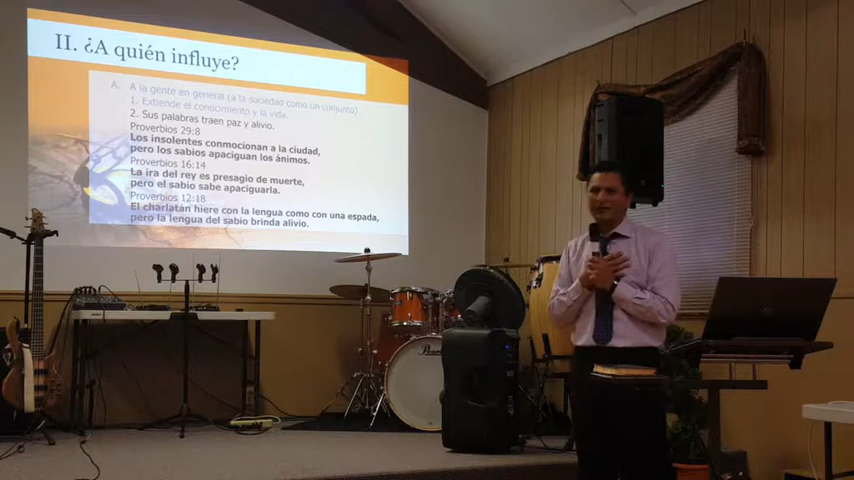 II. ¿A quién influye?
A. A la gente en general (a la sociedad como un conjunto)
1. Extiende el conocimiento y la vida.
2. Sus palabras traen paz y alivio.
Proverbios 29:8
Los insolentes conmocionan a la ciudad,
pero los sabios apaciguan los ánimos.
Proverbios 16:14
La ira del rey es presagio de muerte,
pero el sabio sabe apaciguarla.
Proverbios 12:18
El charlatán hiere con la lengua como con una espada,
pero la lengua del sabio brinda alivio.